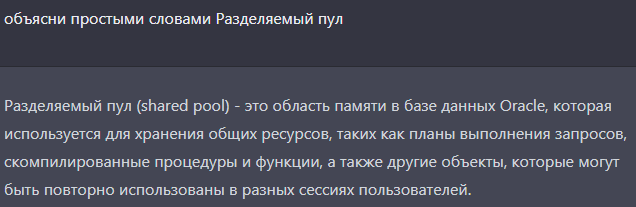 объясни простыми словами Разделяемый пул
Разделяемый пул (shared pool) - это область памяти в базе данных Oracle, которая
используется для хранения общих ресурсов, таких как планы выполнения запросов,
скомпилированные процедуры и функции, а также другие объекты, которые могут
быть повторно использованы в разных сессиях пользователей.